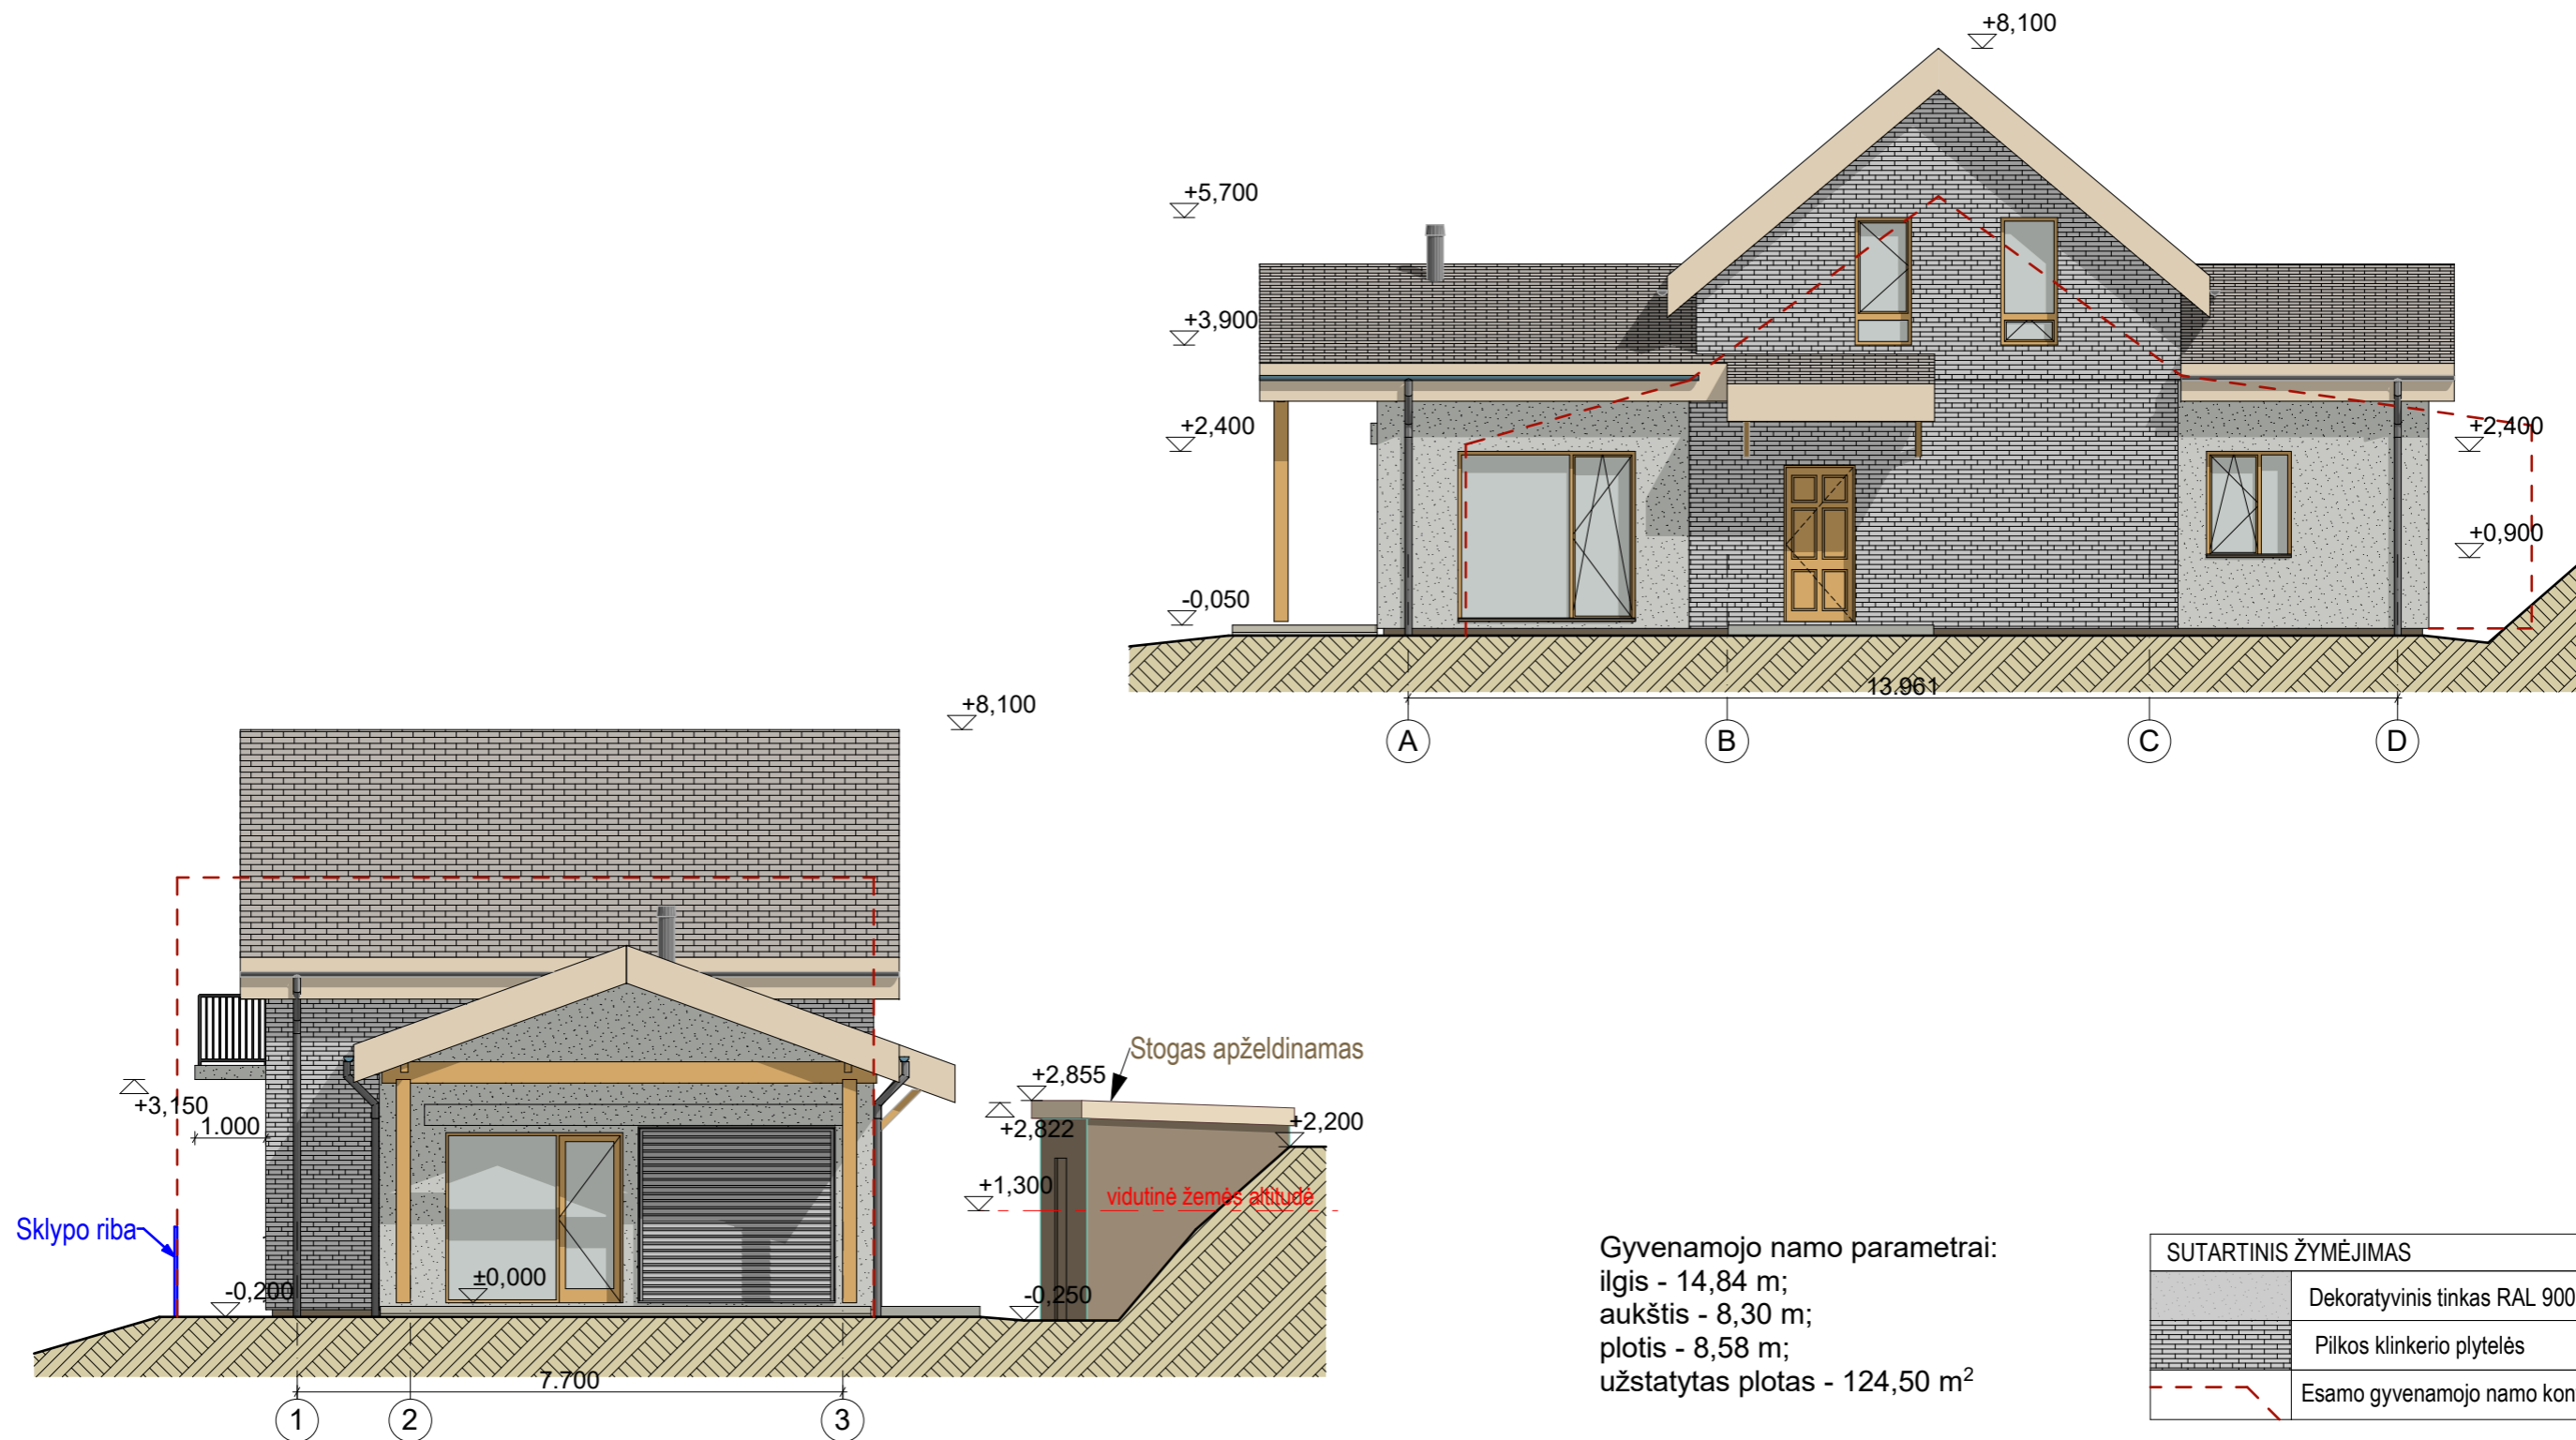 +8,100
+5,700
+3,900
+2,400
-0,050
+2,400
+0,900
13.961
A
B
C
D
+8,100
+3,150
1.000
Sklypo riba
-0,200
±0,000
7.700
1
2
3
Stogas apželdinamas
+2,855
+2,822
+2,200
+1,300
vidutinė žemės altitudė
-0,250
Gyvenamojo namo parametrai:
ilgis - 14,84 m;
aukštis - 8,30 m;
plotis - 8,58 m;
užstatytas plotas - 124,50 m²
SUTARTINIS ŽYMĖJIMAS
Dekoratyvinis tinkas RAL 900
Pilkos klinkerio plytelės
Esamo gyvenamojo namo kon